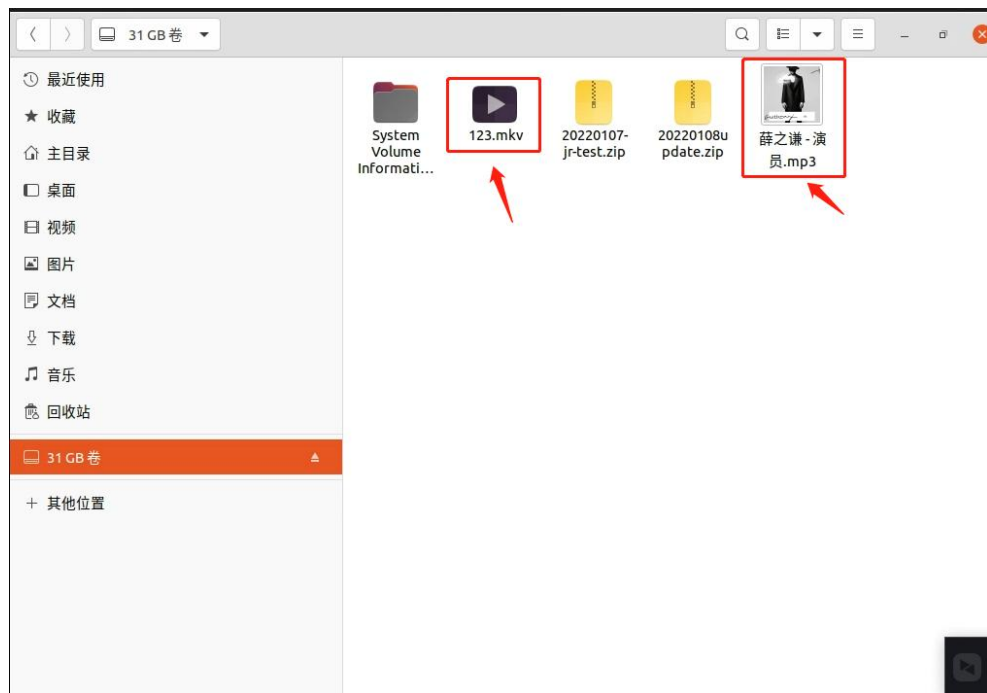 31 GB 卷
最近使用
收藏
主目录
桌面
视频
图片
文档
下载
音乐
回收站
31 GB 卷
其他位置
System
Volume
Informati...
123.mkv
20220107-
jr-test.zip
20220108u
pdate.zip
薛之谦 - 演
员.mp3